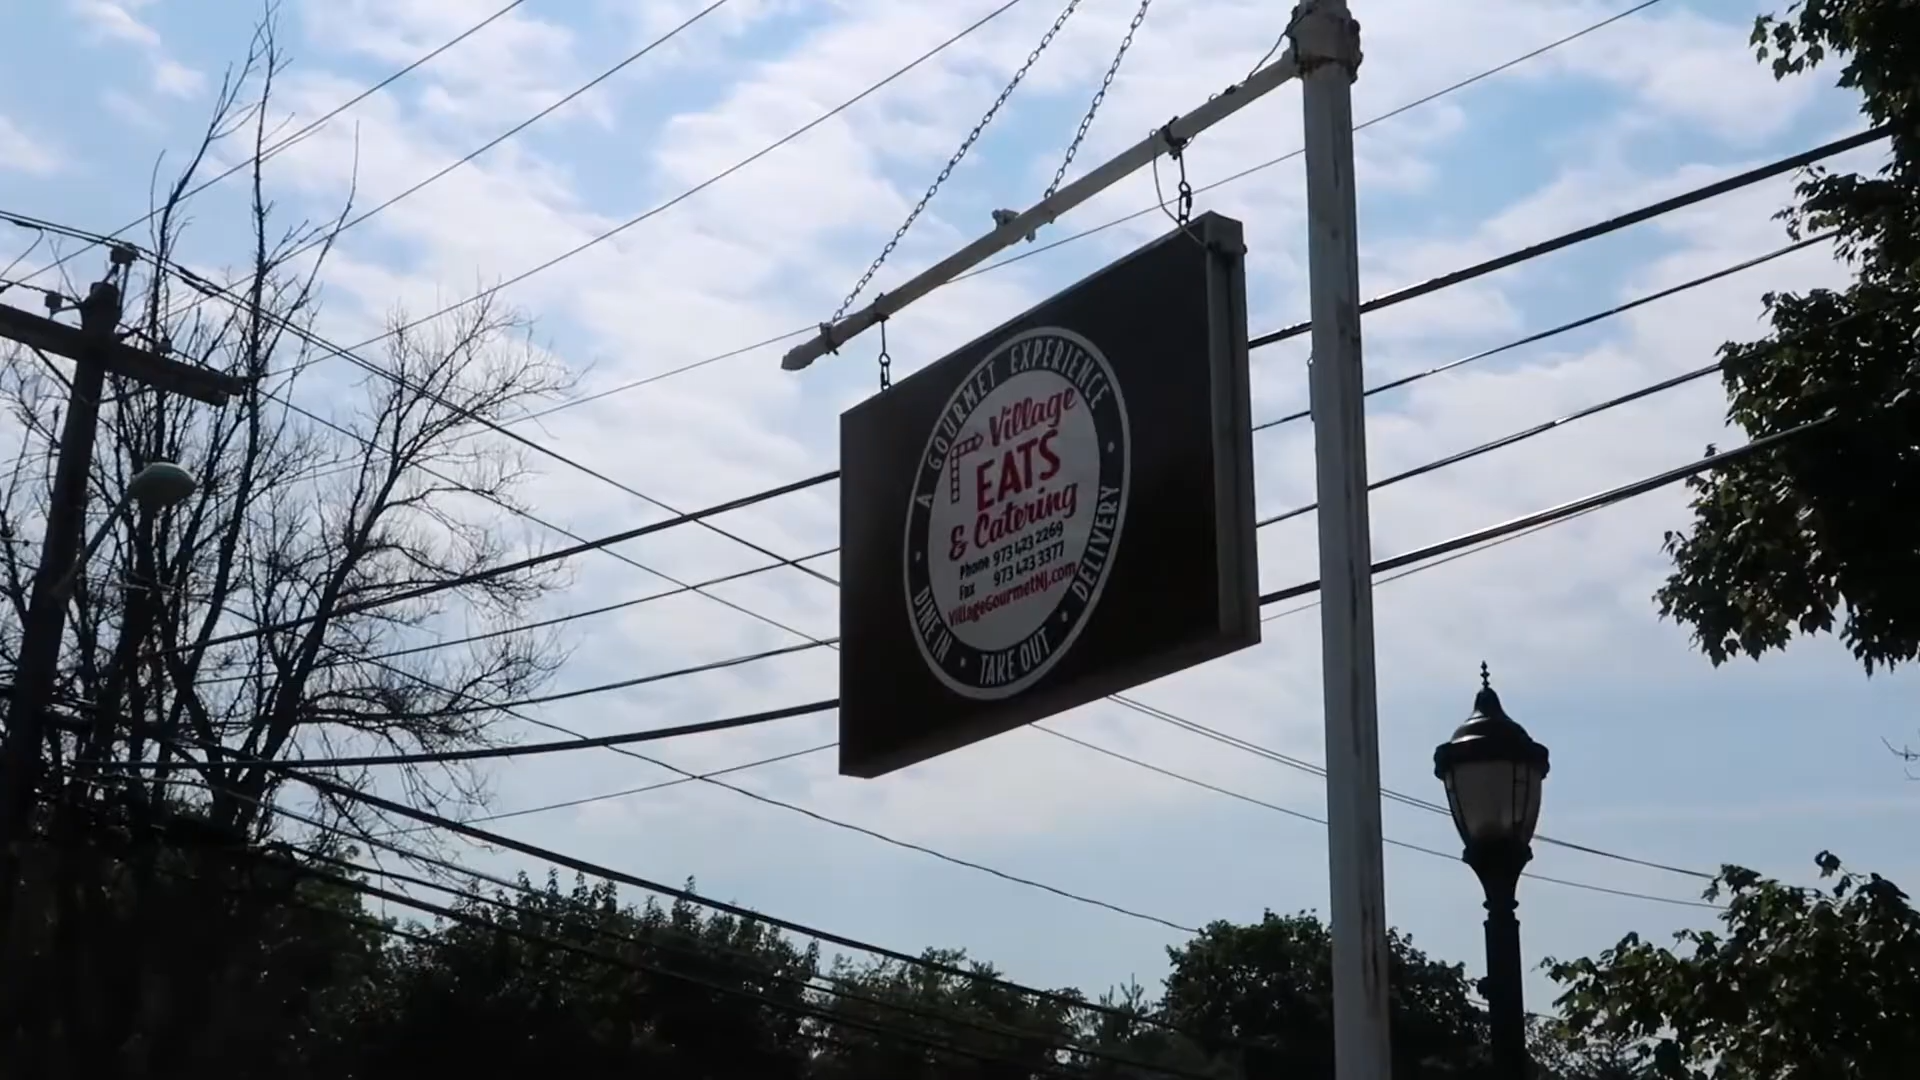 A GOURMET EXPERIENCE
Village
EATS
& Catering
Phone 973 423 2269
973 423 3377
Fax
VillageGourmetNJ.com
DINE IN • TAKE OUT • DELIVERY